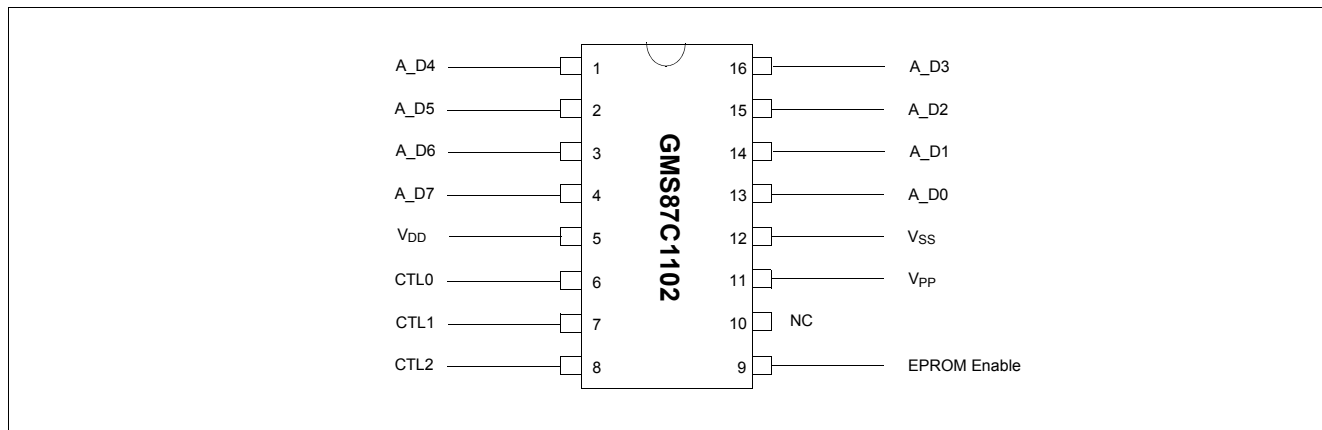 A_D4 1 16 A_D3
A_D5 2 15 A_D2
A_D6 3 14 A_D1
A_D7 4 13 A_D0
VDD 5 12 VSS
CTL0 6 11 VPP
CTL1 7 10 NC
CTL2 8 9 EPROM Enable
GMS87C1102